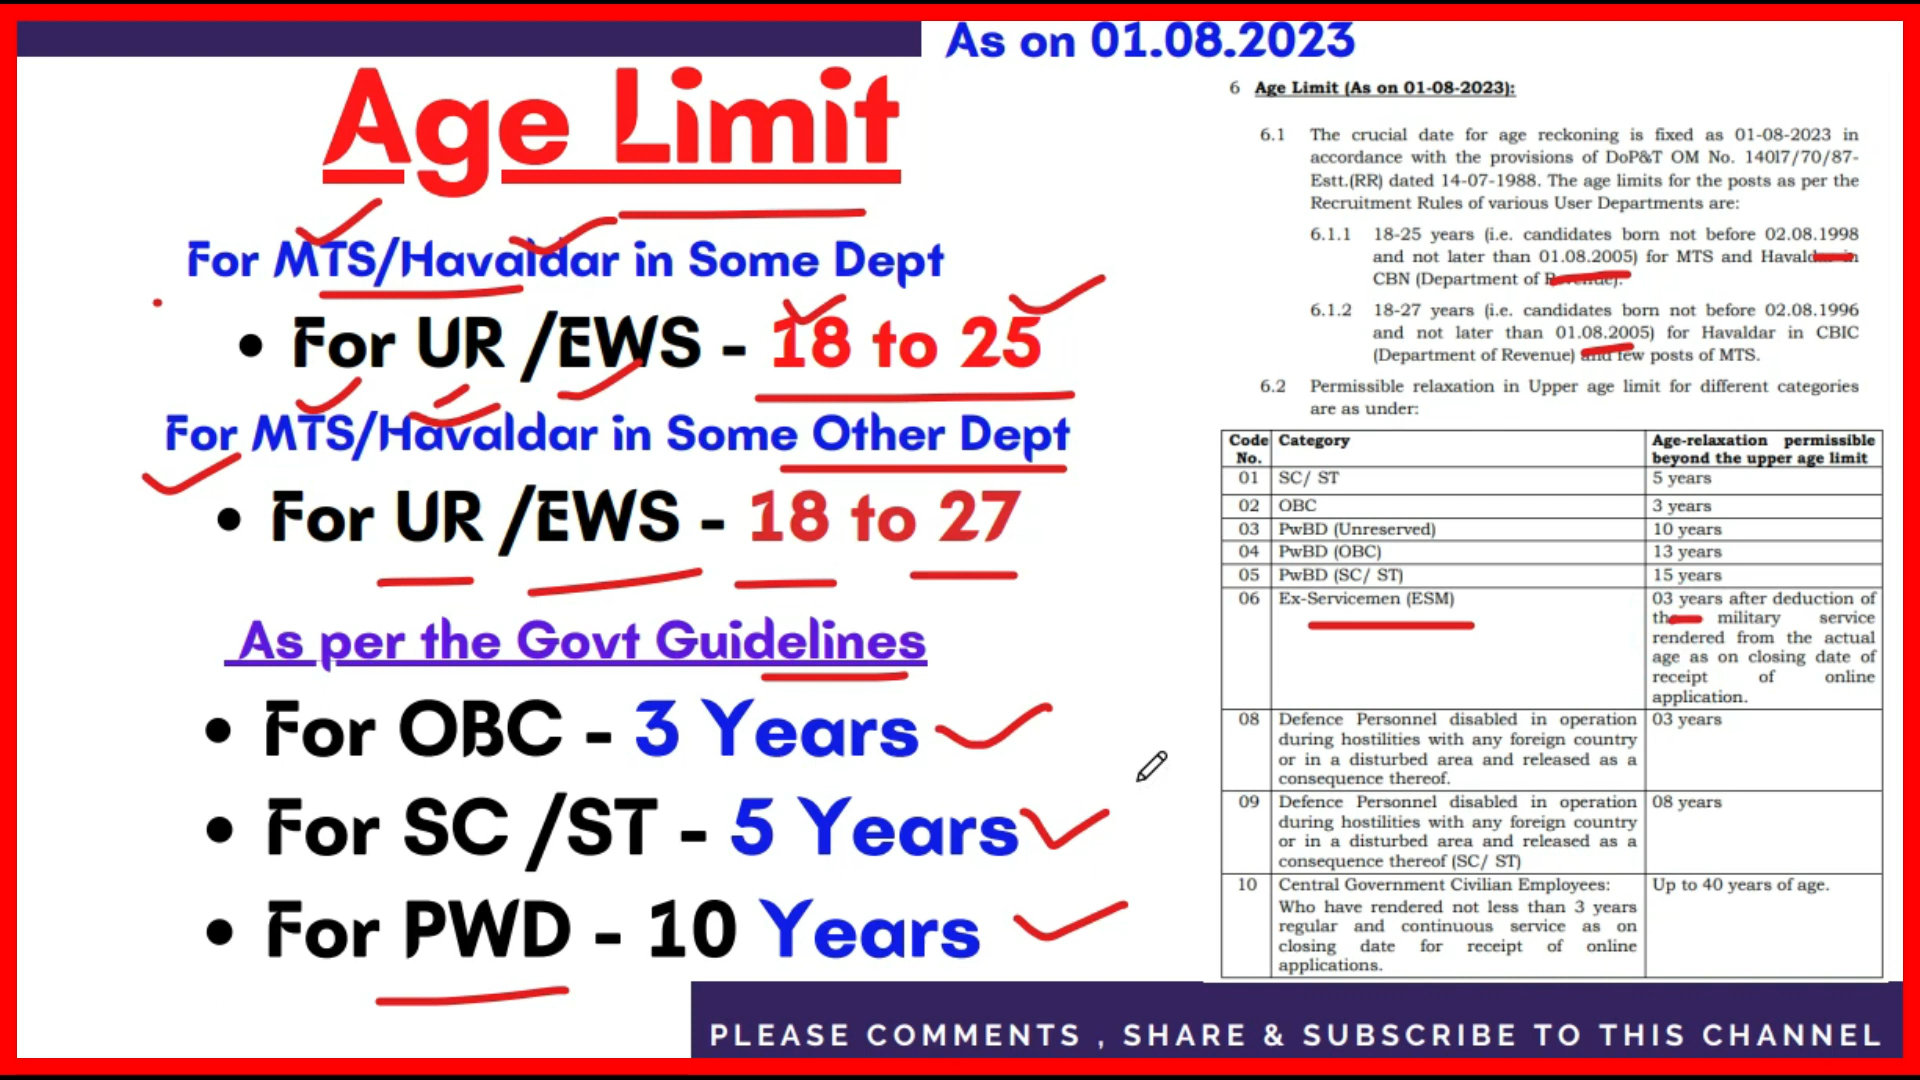 As on 01.08.2023
Age Limit
For MTS/Havaldar in Some Dept
• For UR /EWS - 18 to 25
For MTS/Havaldar in Some Other Dept
• For UR /EWS - 18 to 27
As per the Govt Guidelines
• For OBC - 3 Years
• For SC /ST - 5 Years
• For PWD - 10 Years
6 Age Limit (As on 01-08-2023):
6.1 The crucial date for age reckoning is fixed as 01-08-2023 in
accordance with the provisions of DoP&T OM No. 14017/70/87-
Estt.(RR) dated 14-07-1988. The age limits for the posts as per the
Recruitment Rules of various User Departments are:
6.1.1 18-25 years (i.e. candidates born not before 02.08.1998
and not later than 01.08.2005) for MTS and Havaldar in
CBN (Department of Revenue).
6.1.2 18-27 years (i.e. candidates born not before 02.08.1996
and not later than 01.08.2005) for Havaldar in CBIC
(Department of Revenue) and few posts of MTS.
6.2 Permissible relaxation in Upper age limit for different categories
are as under:
Code Category Age-relaxation permissible
No. beyond the upper age limit
01 SC/ ST 5 years
02 OBC 3 years
03 PwBD (Unreserved) 10 years
04 PwBD (OBC) 13 years
05 PwBD (SC/ ST) 15 years
06 Ex-Servicemen (ESM) 03 years after deduction of
the military service
rendered from the actual
age as on closing date of
receipt of online
application.
08 Defence Personnel disabled in operation 03 years
during hostilities with any foreign country
or in a disturbed area and released as a
consequence thereof.
09 Defence Personnel disabled in operation 08 years
during hostilities with any foreign country
or in a disturbed area and released as a
consequence thereof (SC/ ST)
10 Central Government Civilian Employees: Up to 40 years of age.
Who have rendered not less than 3 years
regular and continuous service as on
closing date for receipt of online
applications.
PLEASE COMMENTS , SHARE & SUBSCRIBE TO THIS CHANNEL